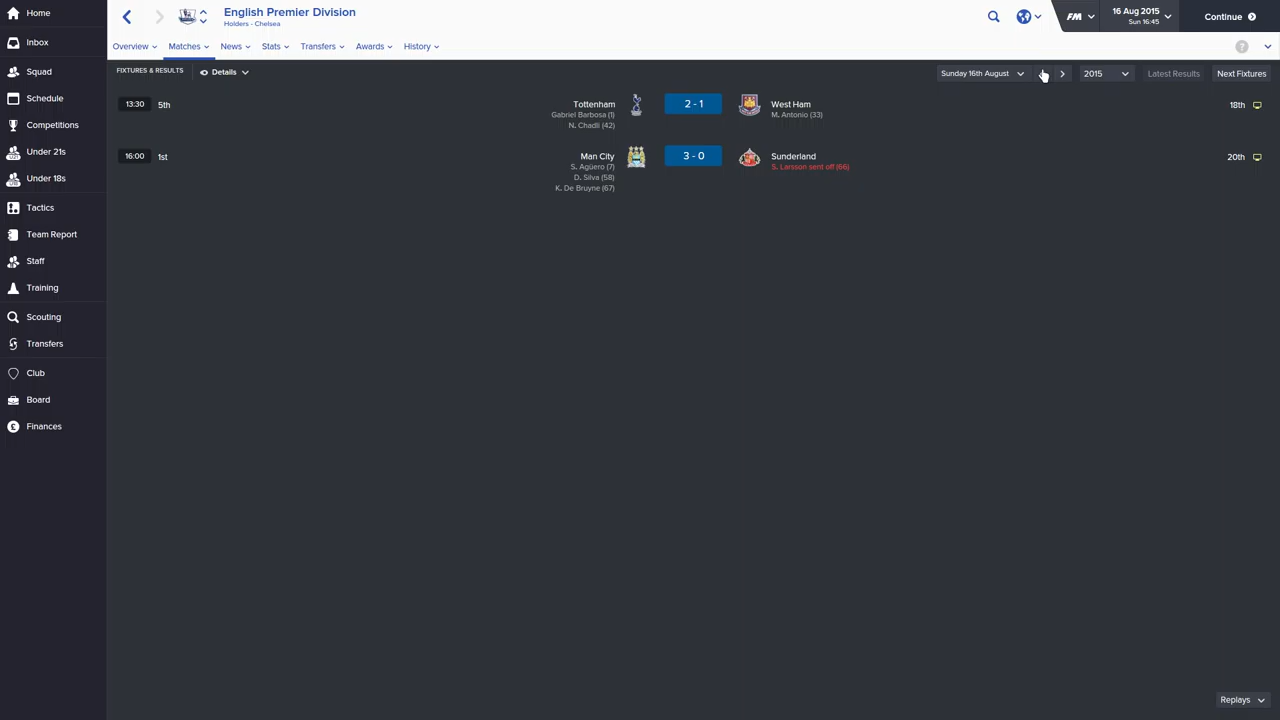 Home
English Premier Division
Holders - Chelsea
FM
16 Aug 2015
Sun 16:45
Continue
Inbox
Overview
Matches
News
Stats
Transfers
Awards
History
?
FIXTURES & RESULTS
Details
Sunday 16th August
2015
Latest Results
Next Fixtures
Squad
Schedule
Competitions
Under 21s
Under 18s
Tactics
Team Report
Staff
Training
Scouting
Transfers
Club
Board
Finances
13:30 5th Tottenham 2 - 1 West Ham 18th
Gabriel Barbosa (1) M. Antonio (33)
N. Chadli (42)
16:00 1st Man City 3 - 0 Sunderland 20th
S. Agüero (7) S. Larsson sent off (66)
D. Silva (58)
K. De Bruyne (67)
Replays